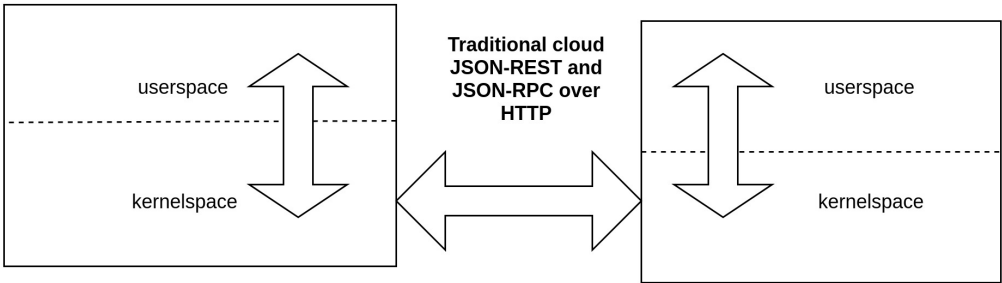 Traditional cloud
JSON-REST and
JSON-RPC over
HTTP
userspace
userspace
kernelspace
kernelspace